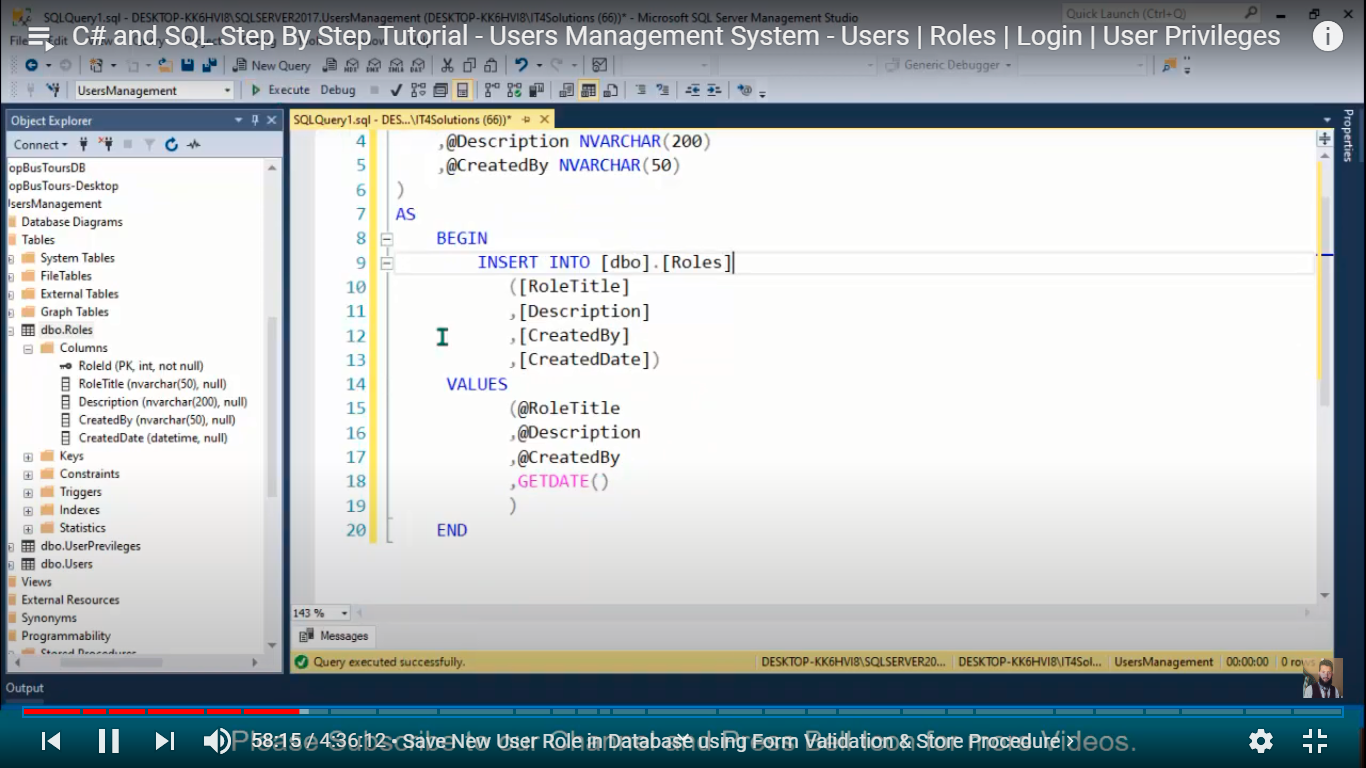 SQLQuery1.sql - DESKTOP-KK6HVI8\SQLSERVER2017.UsersManagement (DESKTOP-KK6HVI8\IT4Solutions (66))* - Microsoft SQL Server Management Studio
Quick Launch (Ctrl+Q)
C# and SQL Step By Step Tutorial - Users Management System - Users | Roles | Login | User Privileges
New Query
Generic Debugger
UsersManagement
Execute
Debug
Object Explorer
SQLQuery1.sql - DES...\IT4Solutions (66))*
Properties
Connect
opBusToursDB
opBusTours-Desktop
sersManagement
Database Diagrams
Tables
System Tables
FileTables
External Tables
Graph Tables
dbo.Roles
Columns
RoleId (PK, int, not null)
RoleTitle (nvarchar(50), null)
Description (nvarchar(200), null)
CreatedBy (nvarchar(50), null)
CreatedDate (datetime, null)
Keys
Constraints
Triggers
Indexes
Statistics
dbo.UserPrevileges
dbo.Users
Views
External Resources
Synonyms
Programmability
Stored Procedures
4 ,@Description NVARCHAR(200)
5 ,@CreatedBy NVARCHAR(50)
6 )
7 AS
8 BEGIN
9 INSERT INTO [dbo].[Roles]
10 ([RoleTitle]
11 ,[Description]
12 ,[CreatedBy]
13 ,[CreatedDate])
14 VALUES
15 (@RoleTitle
16 ,@Description
17 ,@CreatedBy
18 ,GETDATE()
19 )
20 END
143 %
Messages
Query executed successfully.
DESKTOP-KK6HVI8\SQLSERVER20...
DESKTOP-KK6HVI8\IT4Sol...
UsersManagement
00:00:00
0 rows
Output
Please Subscribe to our Channel and Press Bell Icon for more Videos.
58:15 / 4:36:12 • Save New User Role in Database using Form Validation & Store Procedure ›